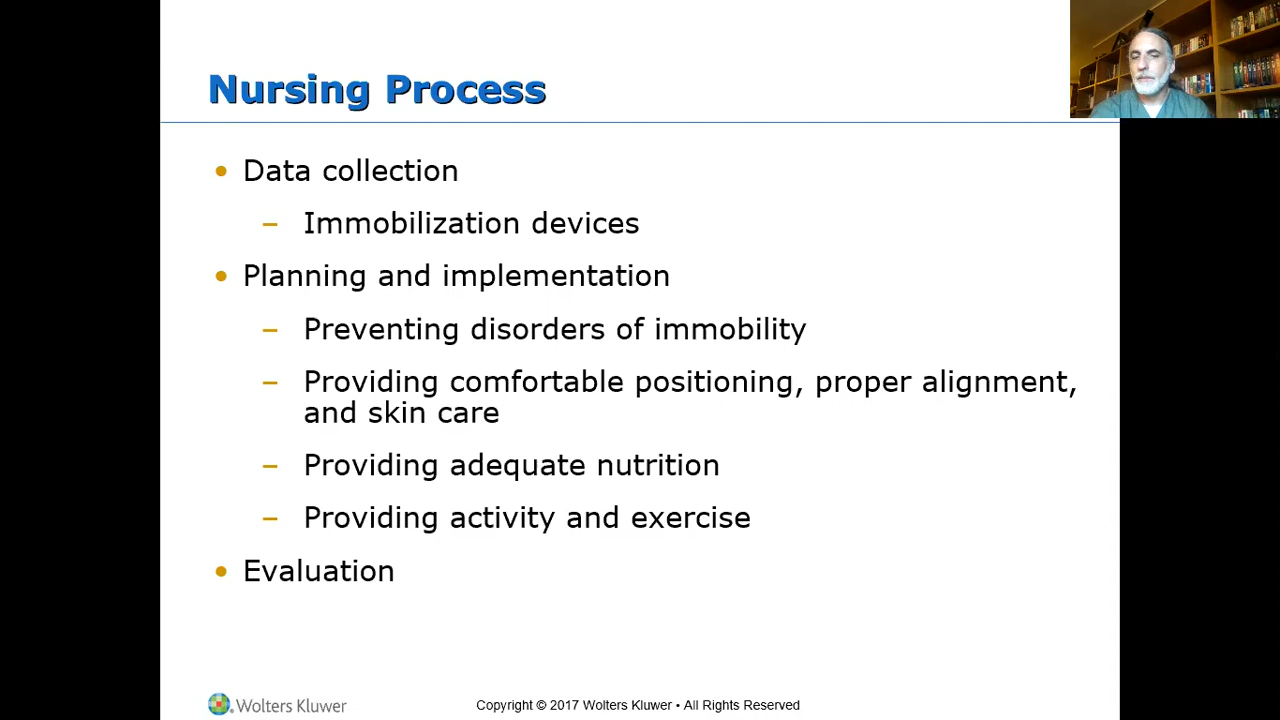 Nursing Process
• Data collection
– Immobilization devices
• Planning and implementation
– Preventing disorders of immobility
– Providing comfortable positioning, proper alignment,
and skin care
– Providing adequate nutrition
– Providing activity and exercise
• Evaluation
Wolters Kluwer
Copyright © 2017 Wolters Kluwer • All Rights Reserved